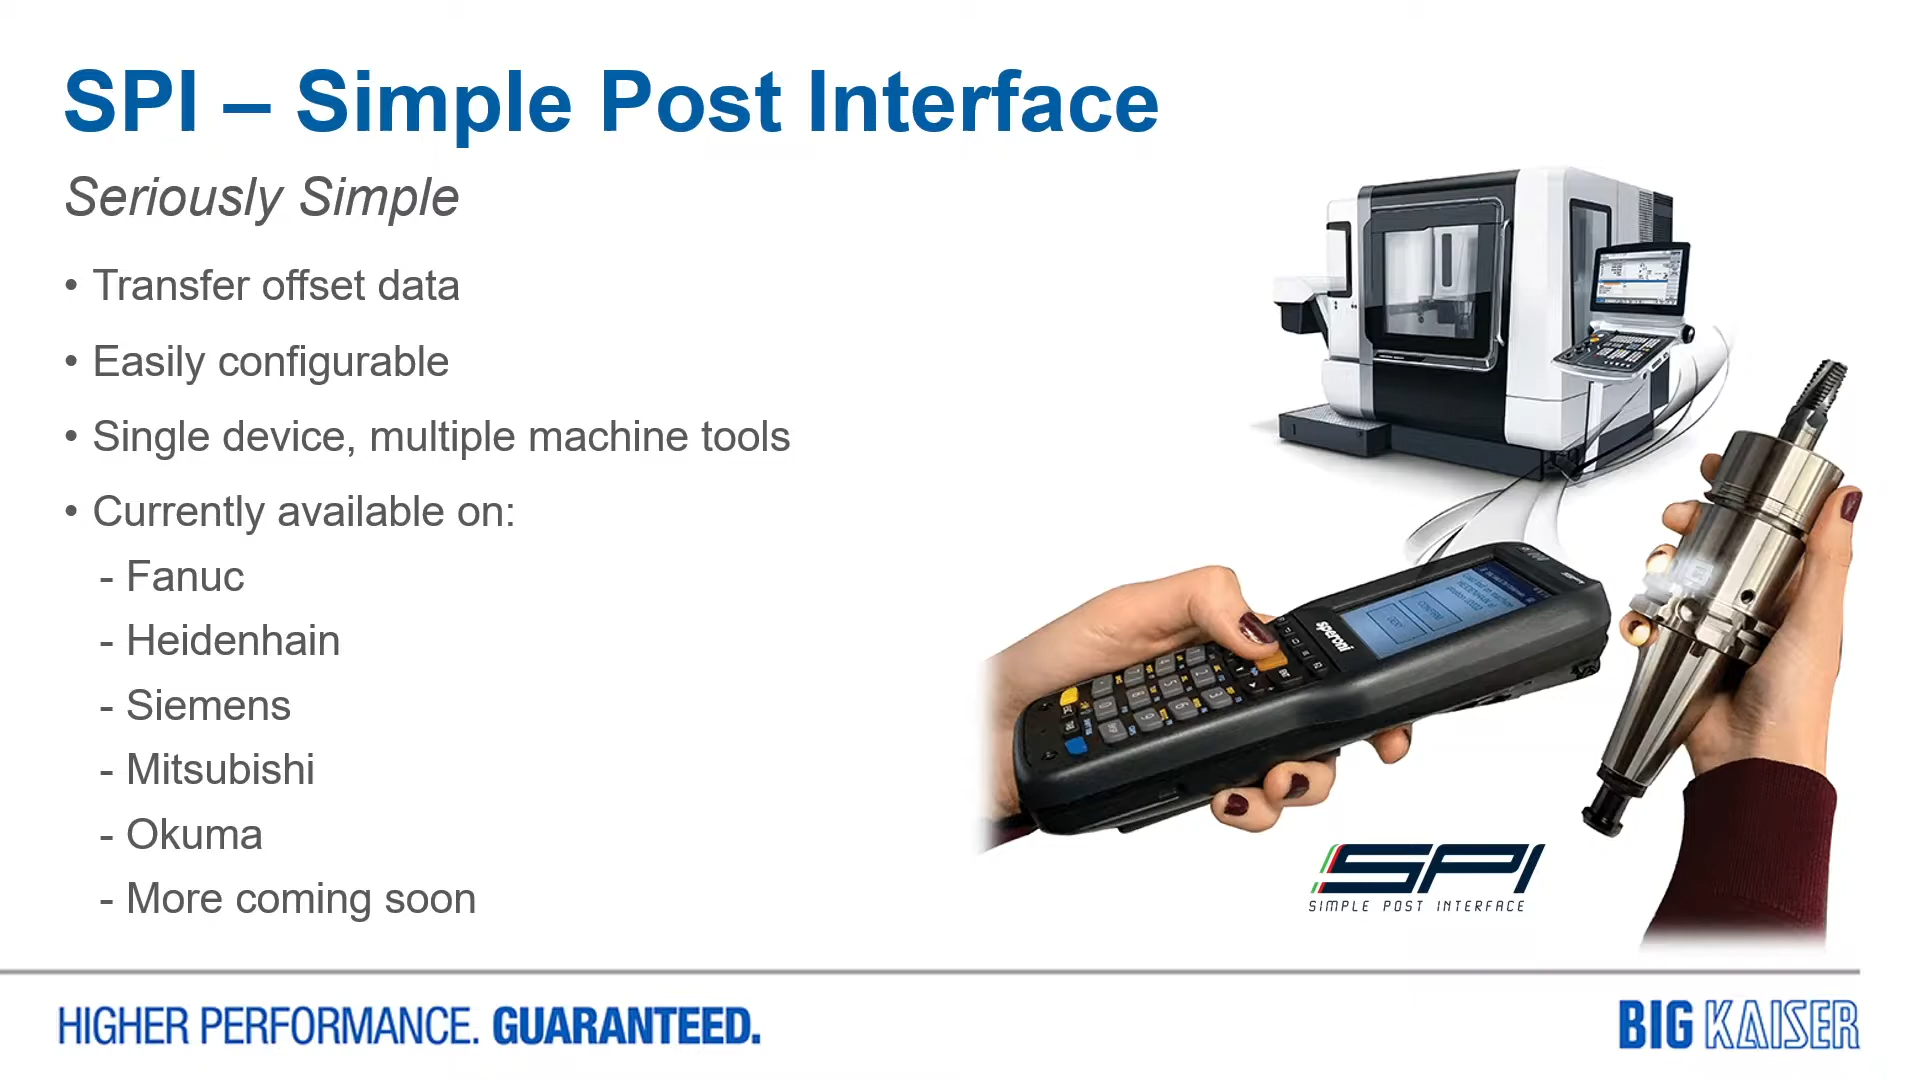 SPI – Simple Post Interface
Seriously Simple
• Transfer offset data
• Easily configurable
• Single device, multiple machine tools
• Currently available on:
- Fanuc
- Heidenhain
- Siemens
- Mitsubishi
- Okuma
- More coming soon
speroni
SPI
SIMPLE POST INTERFACE
HIGHER PERFORMANCE. GUARANTEED.
BIG KAISER